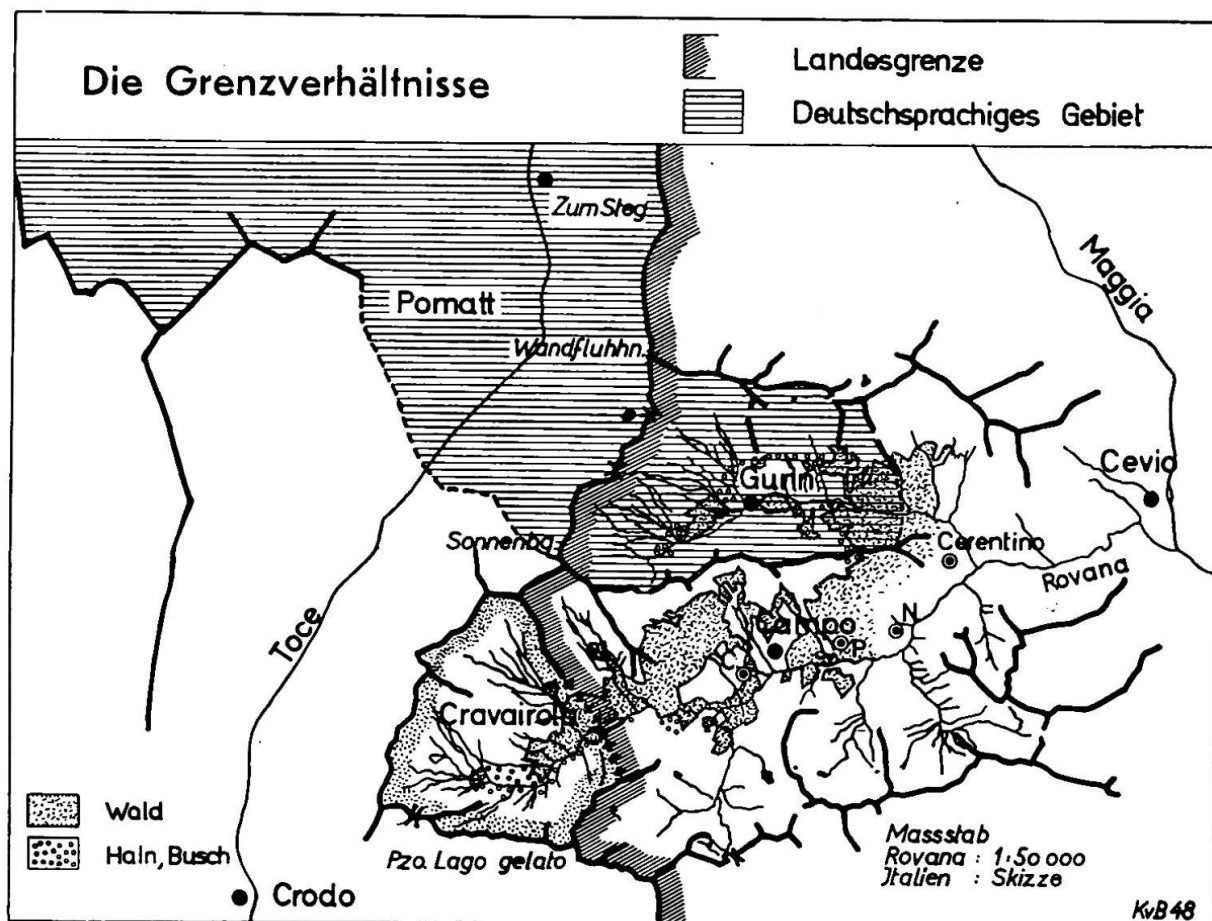 Die Grenzverhältnisse
Landesgrenze
Deutschsprachiges Gebiet
Zum Steg
Maggia
Pomatt
Wandfluhhn.
Gurin
Cevio
Sonnenbg.
Cerentino
Rovana
Toce
Campo
N
P
C
Cravairola
Wald
Hain, Busch
Pzo. Lago gelato
Crodo
Massstab
Rovana : 1:50 000
Jtalien : Skizze
KvB 48